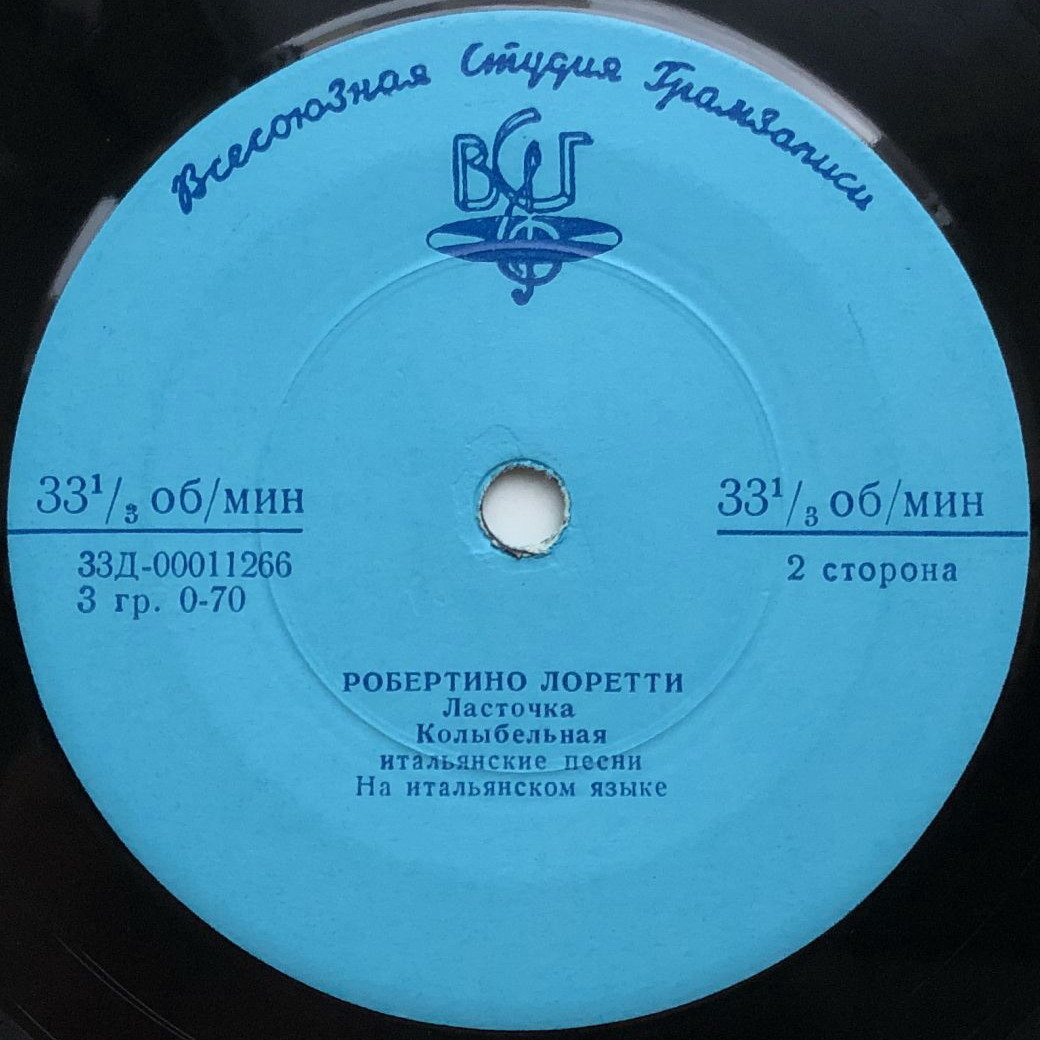 Всесоюзная Студия Грамзаписи
ВСГ
33¹/₃ об/мин
33¹/₃ об/мин
33Д-00011266
3 гр. 0-70
2 сторона
РОБЕРТИНО ЛОРЕТТИ
Ласточка
Колыбельная
итальянские песни
На итальянском языке